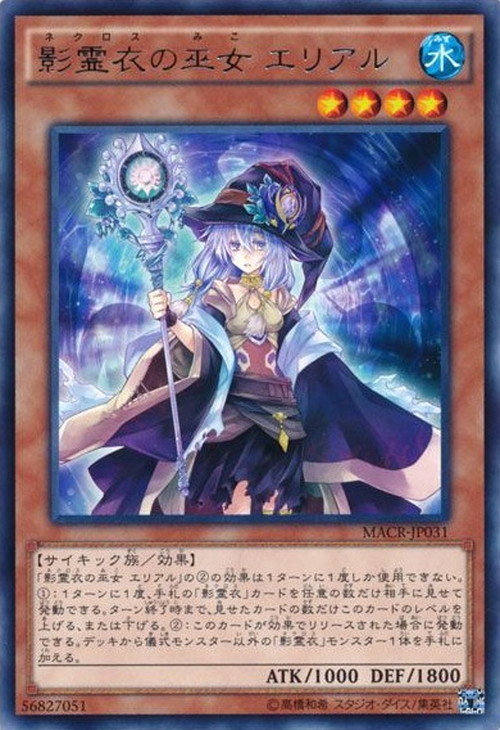 ネクロス みこ
影霊衣の巫女 エリアル
みず
水
MACR-JP031
【サイキック族／効果】
「影霊衣の巫女 エリアル」の②の効果は１ターンに１度しか使用できない。
①：１ターンに１度、手札の「影霊衣」カードを任意の数だけ相手に見せて
発動できる。ターン終了時まで、見せたカードの数だけこのカードのレベルを
上げる、または下げる。②：このカードが効果でリリースされた場合に発動
できる。デッキから儀式モンスター以外の「影霊衣」モンスター１体を手札に
加える。
ATK/1000 DEF/1800
56827051
©高橋和希 スタジオ・ダイス/集英社